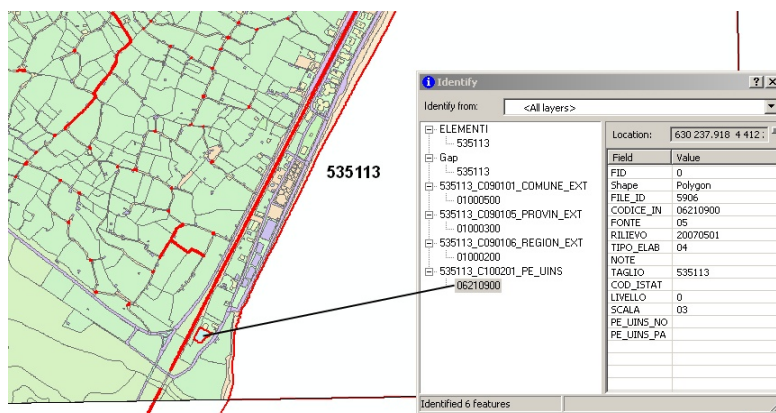 535113
Identify
Identify from: <All layers>
ELEMENTI
535113
Gap
535113
535113_C090101_COMUNE_EXT
01000500
535113_C090105_PROVIN_EXT
01000300
535113_C090106_REGION_EXT
01000200
535113_C100201_PE_UINS
06210900
Location: 630 237.918 4 412
Field Value
FID 0
Shape Polygon
FILE_ID 5906
CODICE_IN 06210900
FONTE 05
RILIEVO 20070501
TIPO_ELAB 04
NOTE
TAGLIO 535113
COD_ISTAT
LIVELLO 0
SCALA 03
PE_UINS_NO
PE_UINS_PA
Identified 6 features